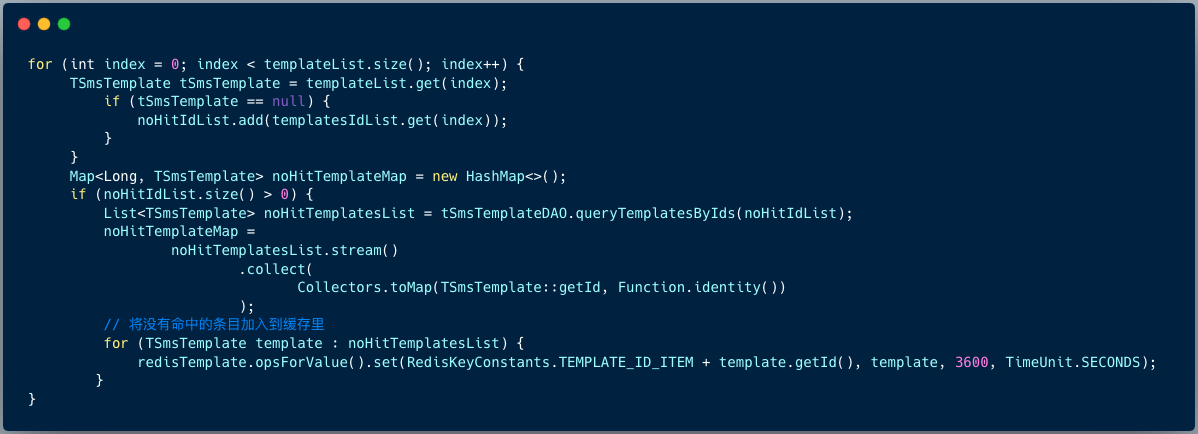 for (int index = 0; index < templateList.size(); index++) {
     TSmsTemplate tSmsTemplate = templateList.get(index);
         if (tSmsTemplate == null) {
             noHitIdList.add(templatesIdList.get(index));
         }
     }
     Map<Long, TSmsTemplate> noHitTemplateMap = new HashMap<>();
     if (noHitIdList.size() > 0) {
         List<TSmsTemplate> noHitTemplatesList = tSmsTemplateDAO.queryTemplatesByIds(noHitIdList);
         noHitTemplateMap =
                 noHitTemplatesList.stream()
                         .collect(
                                Collectors.toMap(TSmsTemplate::getId, Function.identity())
                         );
         // 将没有命中的条目加入到缓存里
         for (TSmsTemplate template : noHitTemplatesList) {
             redisTemplate.opsForValue().set(RedisKeyConstants.TEMPLATE_ID_ITEM + template.getId(), template, 3600, TimeUnit.SECONDS);
        }
}